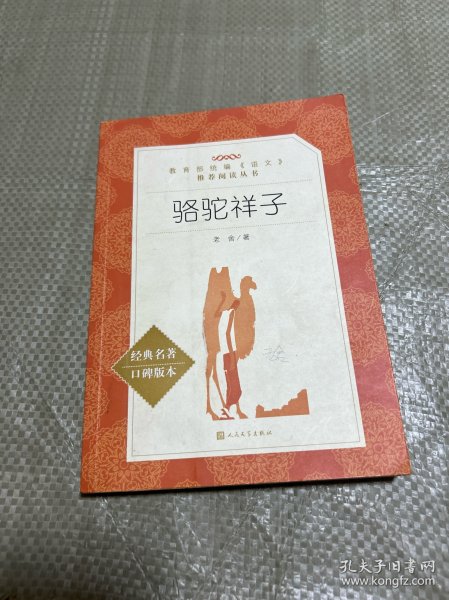 教育部统编《语文》
推荐阅读丛书
骆驼祥子
老舍/著
经典名著
口碑版本
人民文学出版社
孔夫子旧书网
www.kongfz.com